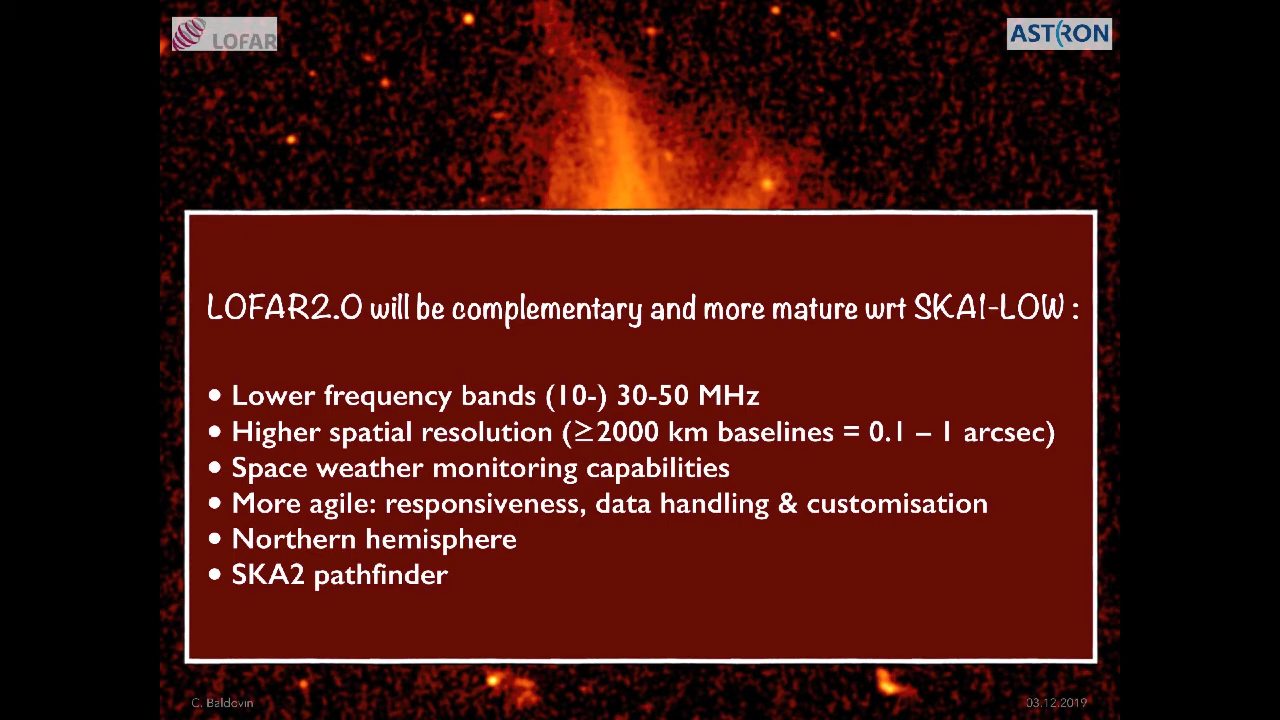 LOFAR
ASTRON
LOFAR2.0 will be complementary and more mature wrt SKA1-LOW :
• Lower frequency bands (10-) 30-50 MHz
• Higher spatial resolution (≥2000 km baselines = 0.1 – 1 arcsec)
• Space weather monitoring capabilities
• More agile: responsiveness, data handling & customisation
• Northern hemisphere
• SKA2 pathfinder
C. Baldovin
03.12.2019